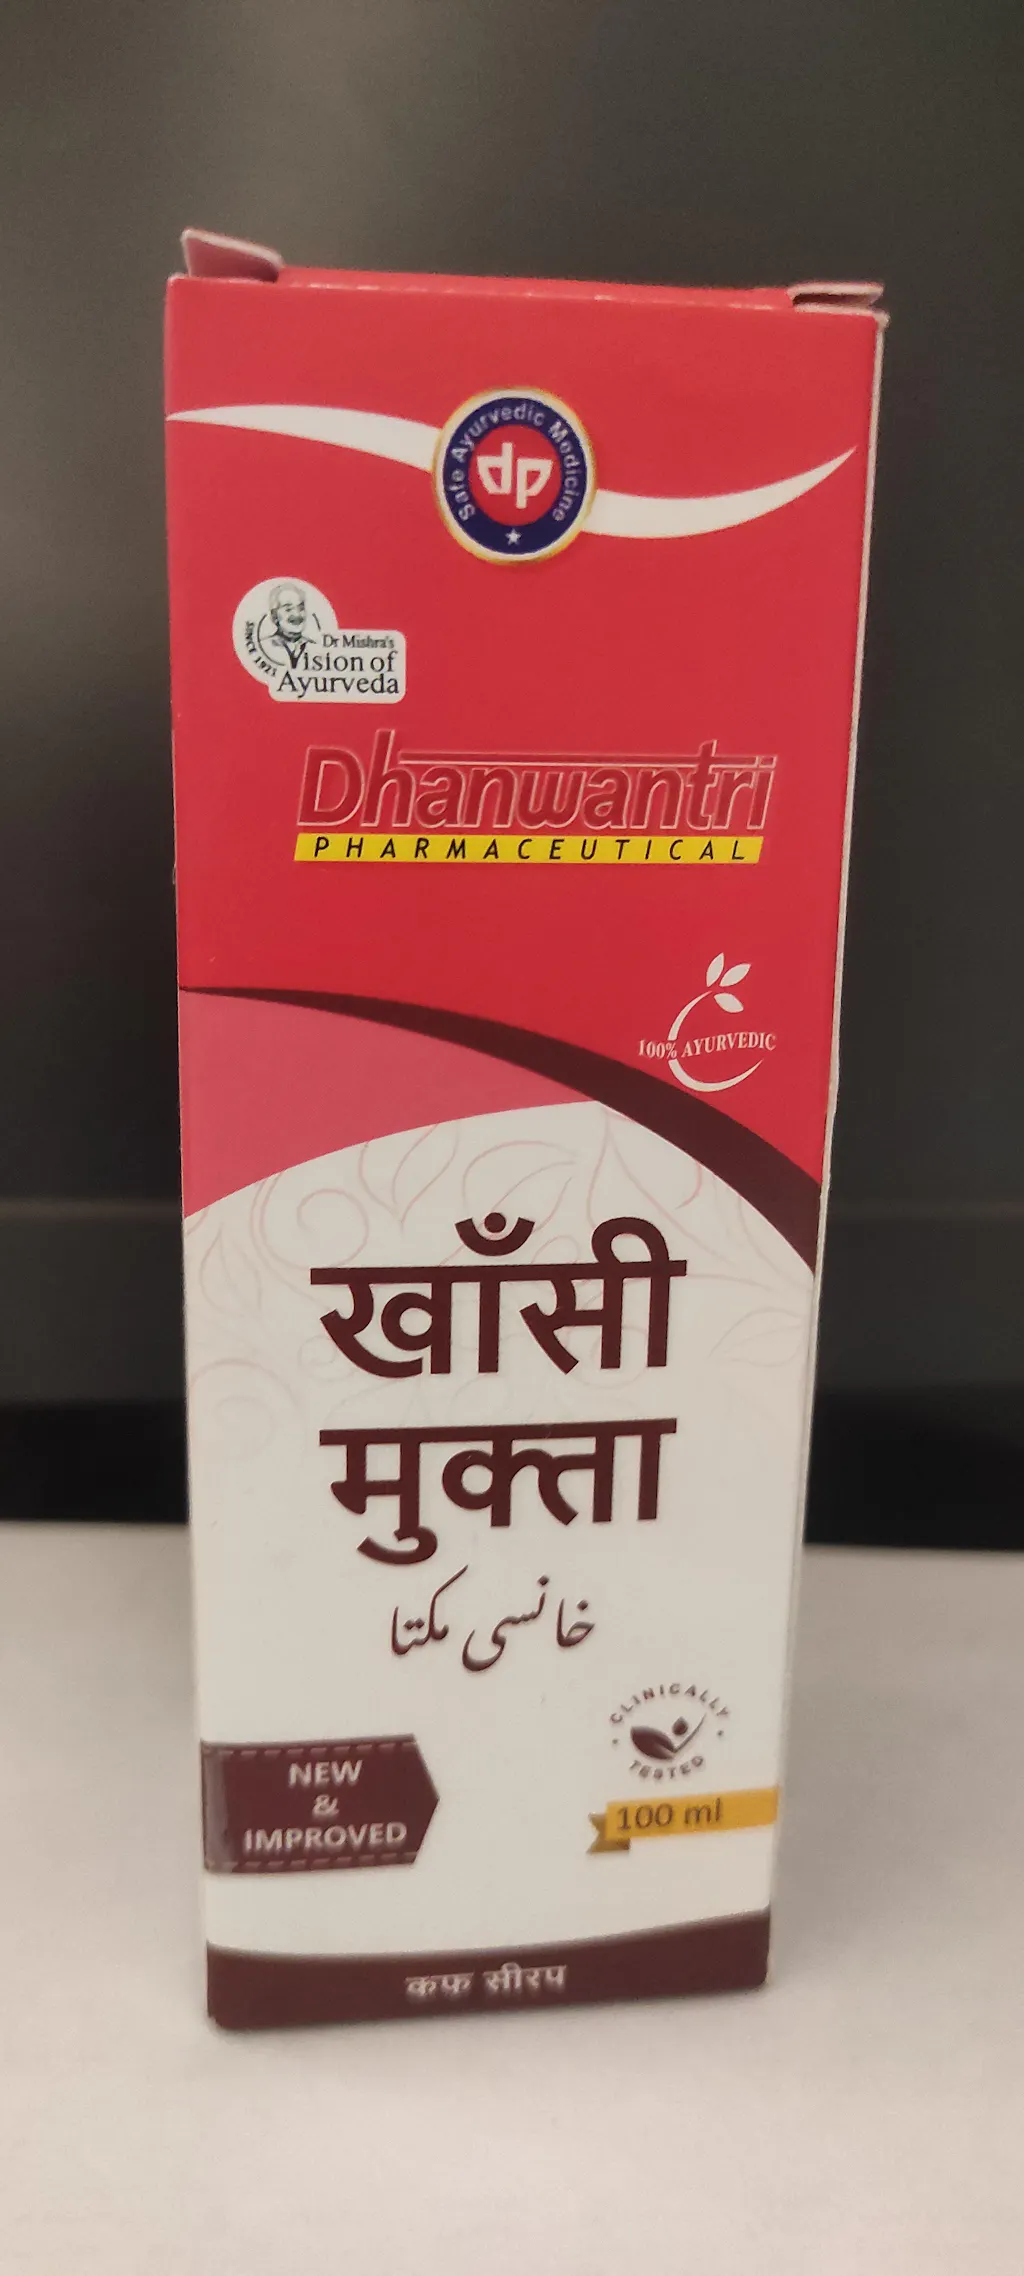 Safe Ayurvedic Medicine
dp
SINCE 1921
Dr Mishra's
Vision of
Ayurveda
Dhanwantri
PHARMACEUTICAL
100% AYURVEDIC
खाँसी
मुक्ता
خانسی مکتا
CLINICALLY
TESTED
NEW
&
IMPROVED
100 ml
कफ़ सीरप